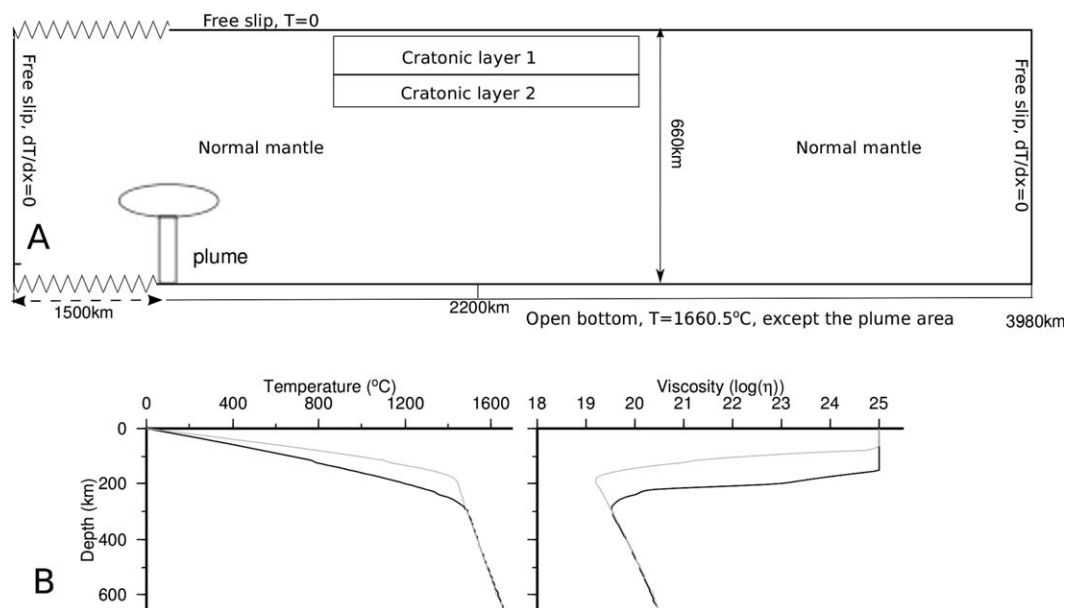 Free slip, T=0
Cratonic layer 1
Cratonic layer 2
Free slip, dT/dx=0
660km
Free slip, dT/dx=0
Normal mantle
Normal mantle
A
plume
1500km
2200km
Open bottom, T=1660.5ºC, except the plume area
3980km
Temperature (ºC)
Viscosity (log(η))
0 400 800 1200 1600
18 19 20 21 22 23 24 25
0
200
400
600
Depth (km)
B